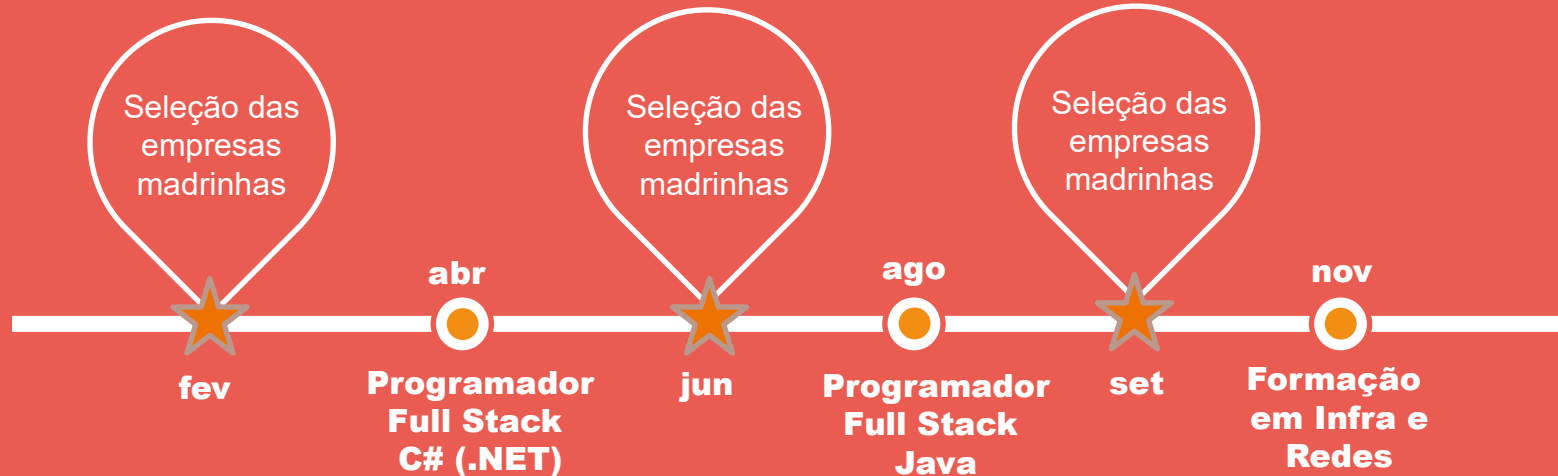 Seleção das
empresas
madrinhas
Seleção das
empresas
madrinhas
Seleção das
empresas
madrinhas
abr
ago
nov
fev
Programador
Full Stack
C# (.NET)
jun
Programador
Full Stack
Java
set
Formação
em Infra e
Redes